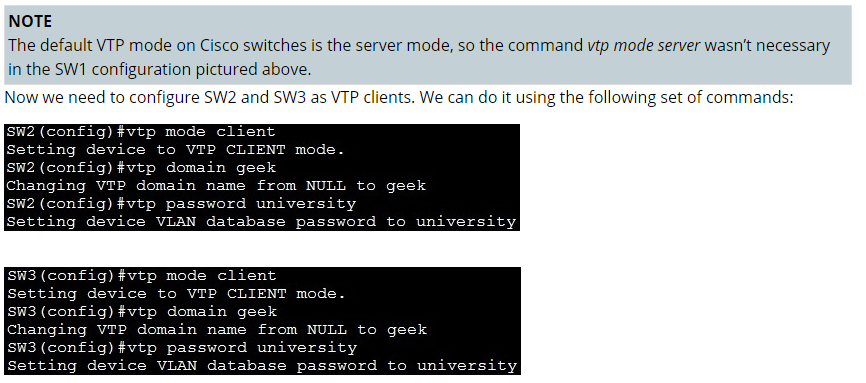 NOTE
The default VTP mode on Cisco switches is the server mode, so the command vtp mode server wasn't necessary
in the SW1 configuration pictured above.
Now we need to configure SW2 and SW3 as VTP clients. We can do it using the following set of commands:
SW2(config)#vtp mode client
Setting device to VTP CLIENT mode.
SW2(config)#vtp domain geek
Changing VTP domain name from NULL to geek
SW2(config)#vtp password university
Setting device VLAN database password to university
SW3(config)#vtp mode client
Setting device to VTP CLIENT mode.
SW3(config)#vtp domain geek
Changing VTP domain name from NULL to geek
SW3(config)#vtp password university
Setting device VLAN database password to university